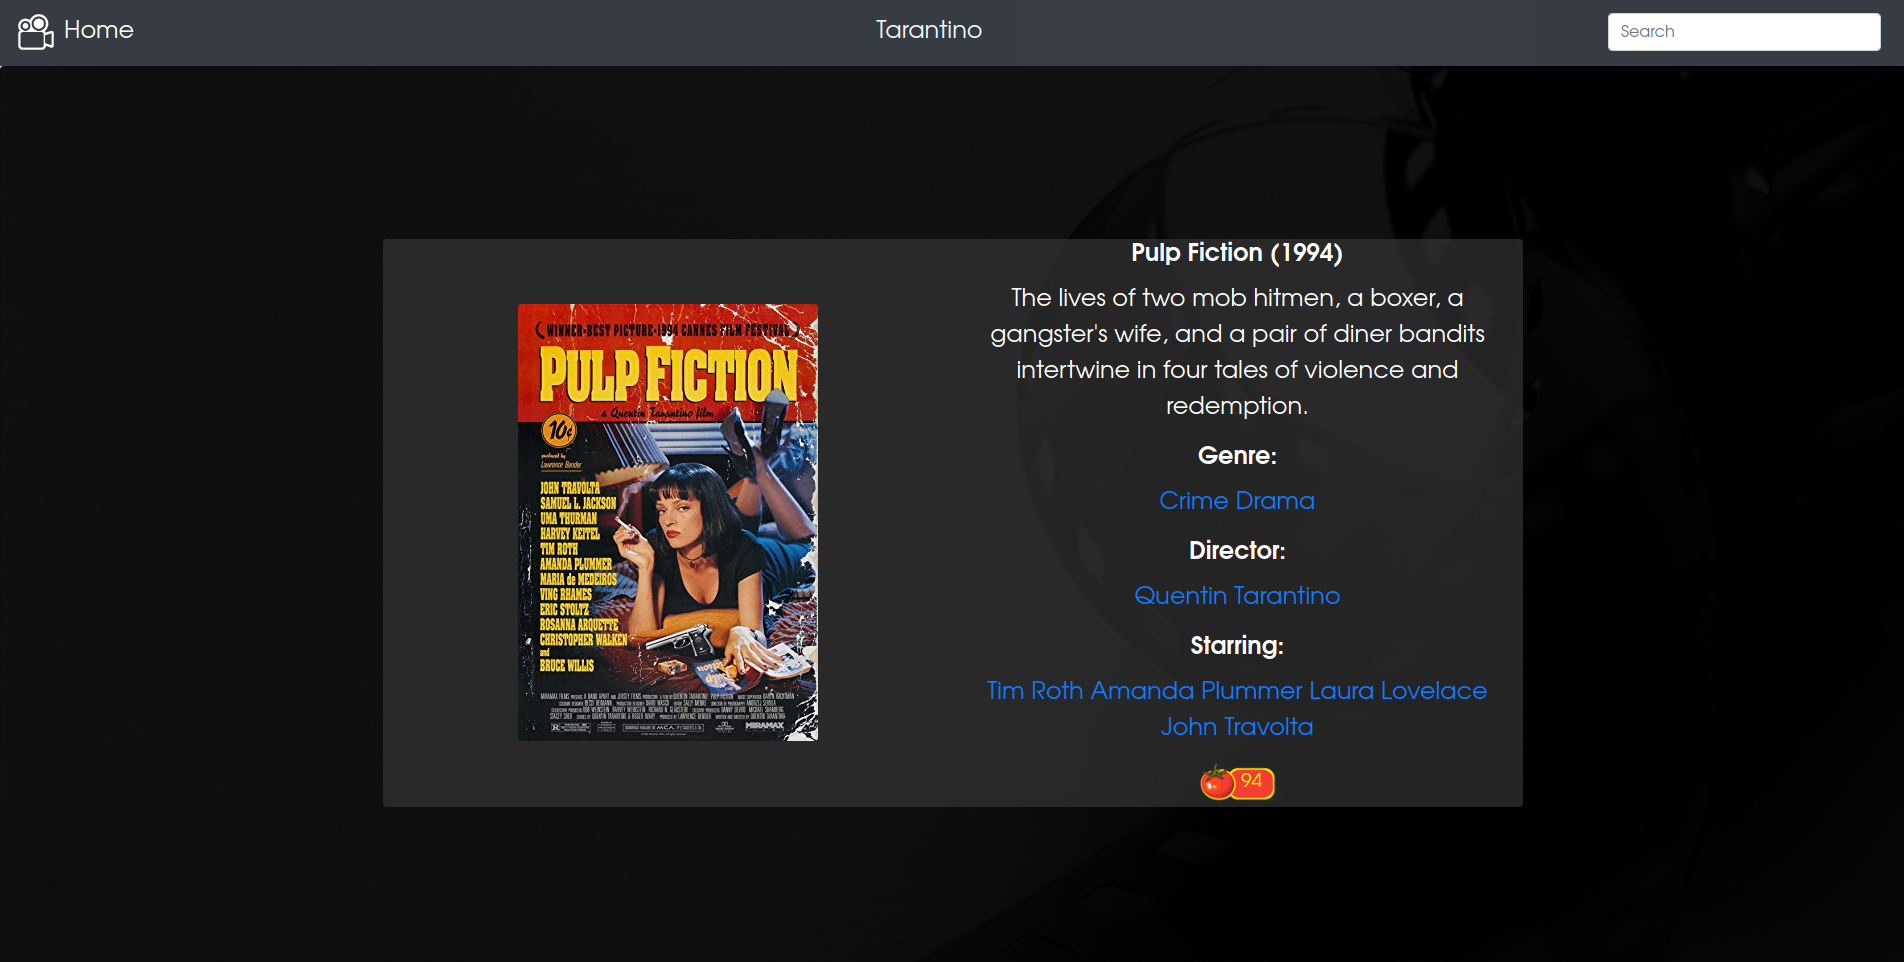 Home
Tarantino
Search
WINNER-BEST PICTURE-1994 CANNES FILM FESTIVAL
PULP FICTION
a Quentin Tarantino film
10¢
produced by
Lawrence Bender
JOHN TRAVOLTA
SAMUEL L. JACKSON
UMA THURMAN
HARVEY KEITEL
TIM ROTH
AMANDA PLUMMER
MARIA de MEDEIROS
VING RHAMES
ERIC STOLTZ
ROSANNA ARQUETTE
CHRISTOPHER WALKEN
and
BRUCE WILLIS
MIRAMAX
Pulp Fiction (1994)
The lives of two mob hitmen, a boxer, a
gangster's wife, and a pair of diner bandits
intertwine in four tales of violence and
redemption.
Genre:
Crime Drama
Director:
Quentin Tarantino
Starring:
Tim Roth Amanda Plummer Laura Lovelace
John Travolta
94